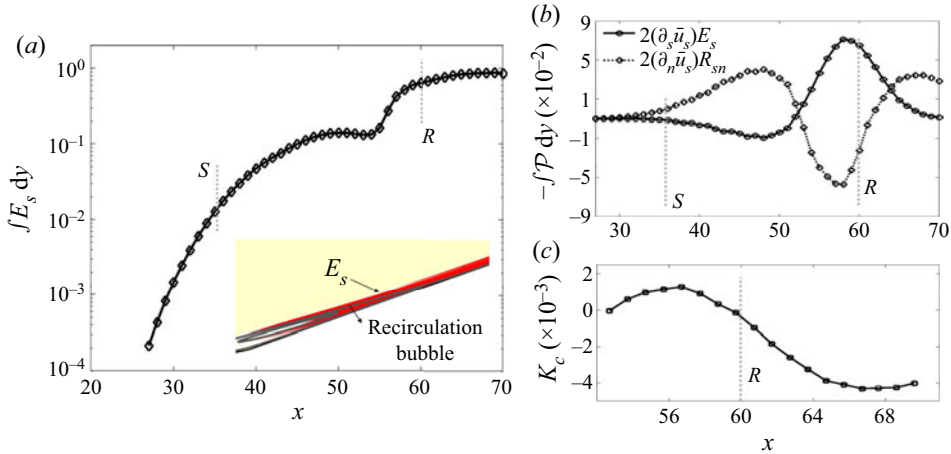 (a)
∫E_s dy
10^0
10^-1
10^-2
10^-3
10^-4
S
R
E_s
Recirculation
bubble
20 30 40 50 60 70
x
(b)
−∫𝒫 dy (×10^−2)
9
5
1
0
-1
-5
-9
2(∂_s ū_s)E_s
2(∂_n ū_s)R_sn
S
R
30 40 50 60 70
(c)
K_c (×10^−3)
2
0
-2
-4
R
56 60 64 68
x